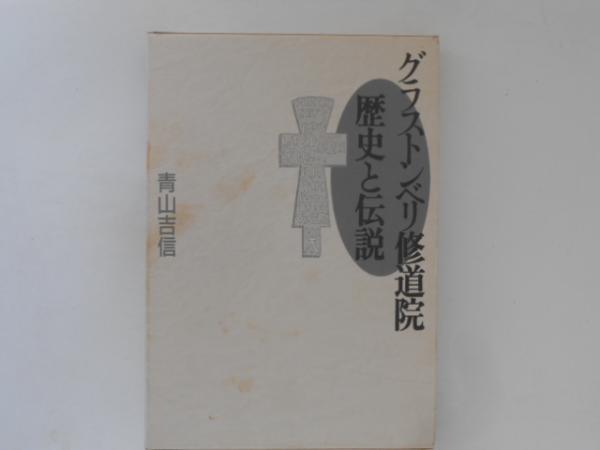 グラストンベリ修道院
歴史と伝説
青山吉信